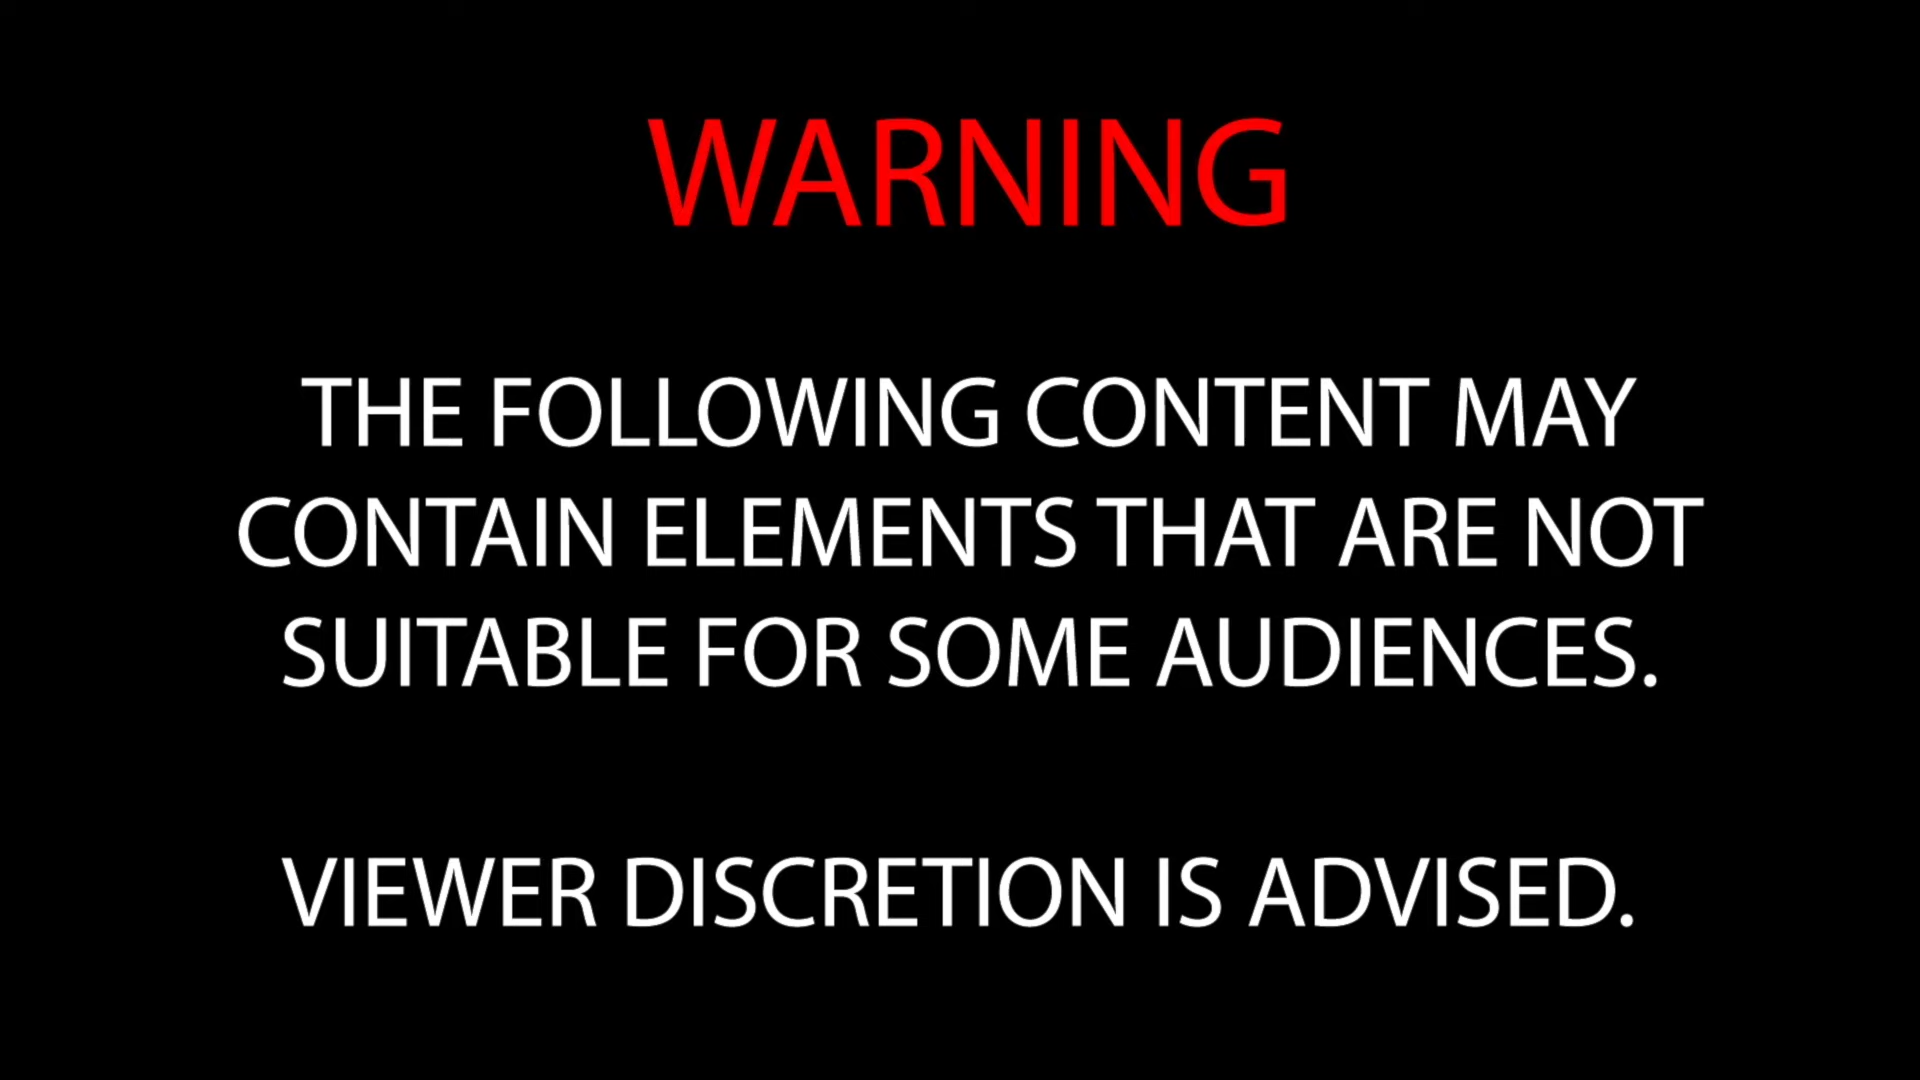 WARNING
THE FOLLOWING CONTENT MAY
CONTAIN ELEMENTS THAT ARE NOT
SUITABLE FOR SOME AUDIENCES.
VIEWER DISCRETION IS ADVISED.